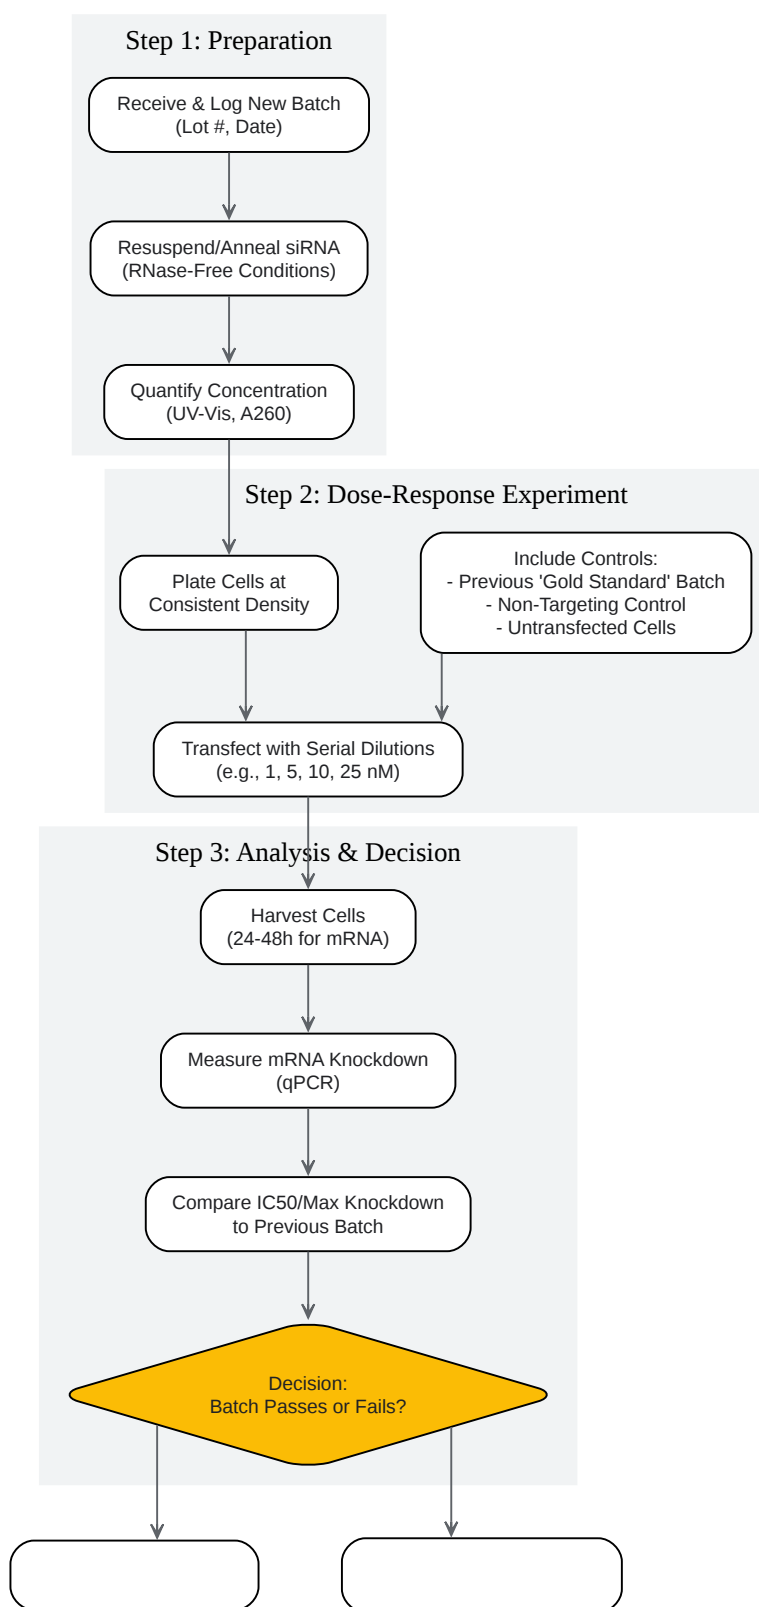 Step 1: Preparation
Receive & Log New Batch
(Lot #, Date)
Resuspend/Anneal siRNA
(RNase-Free Conditions)
Quantify Concentration
(UV-Vis, A260)
Step 2: Dose-Response Experiment
Plate Cells at
Consistent Density
Include Controls:
- Previous 'Gold Standard' Batch
- Non-Targeting Control
- Untransfected Cells
Transfect with Serial Dilutions
(e.g., 1, 5, 10, 25 nM)
Step 3: Analysis & Decision
Harvest Cells
(24-48h for mRNA)
Measure mRNA Knockdown
(qPCR)
Compare IC50/Max Knockdown
to Previous Batch
Decision:
Batch Passes or Fails?